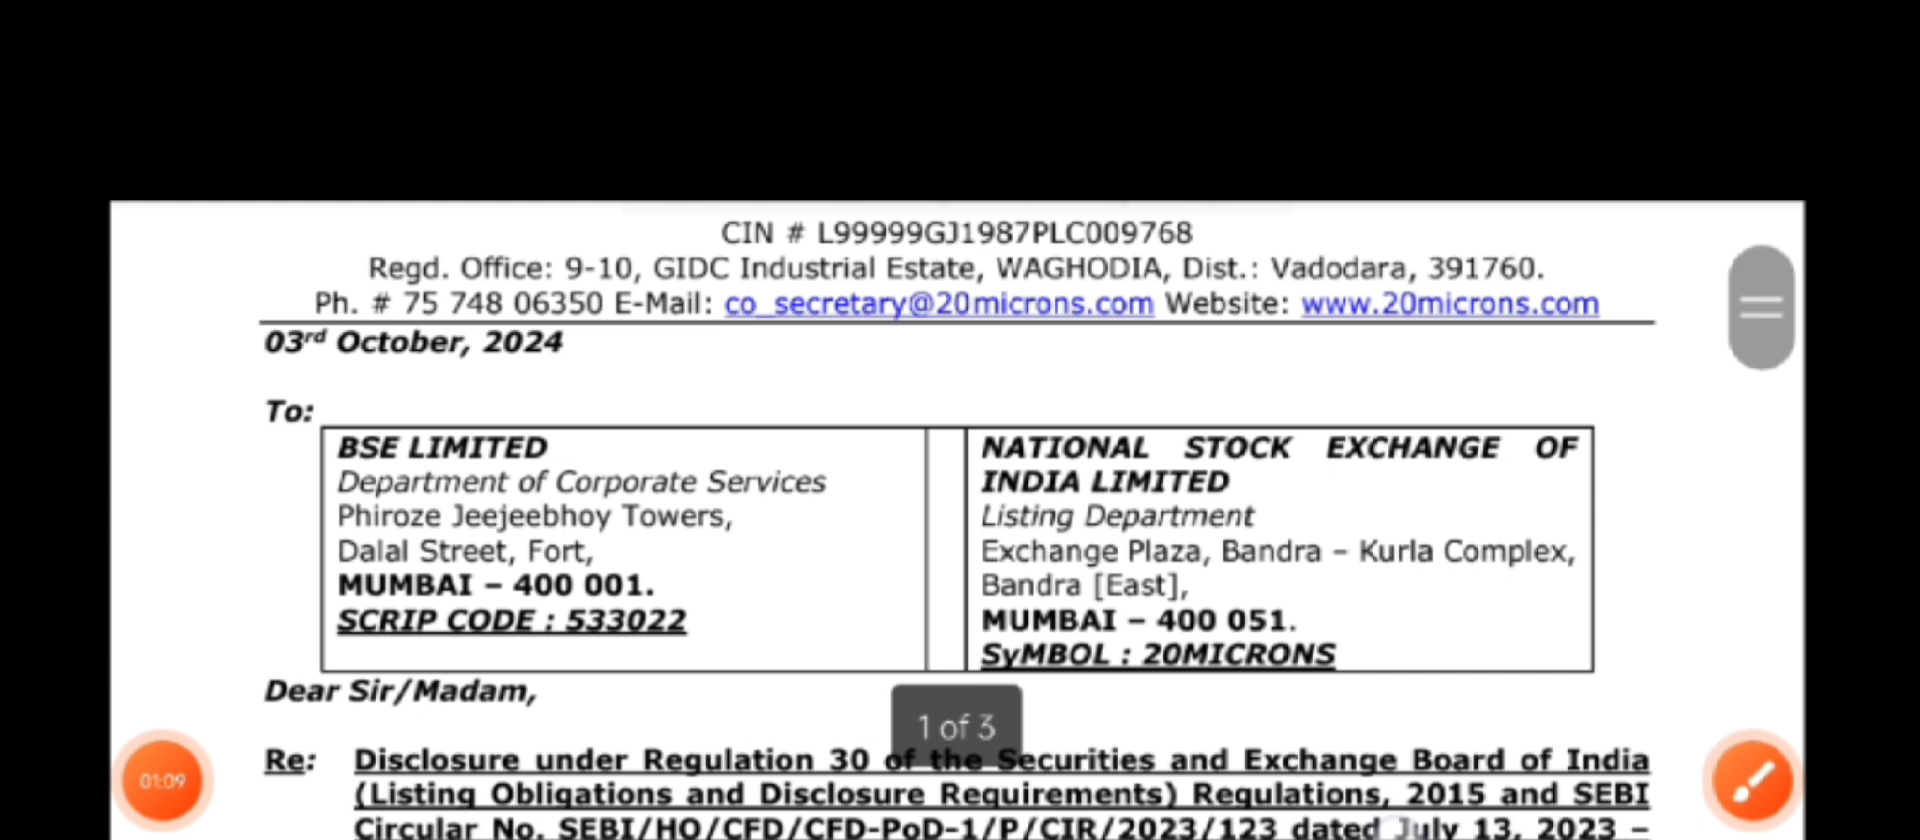 CIN # L99999GJ1987PLC009768
Regd. Office: 9-10, GIDC Industrial Estate, WAGHODIA, Dist.: Vadodara, 391760.
Ph. # 75 748 06350 E-Mail: co_secretary@20microns.com Website: www.20microns.com
03rd October, 2024
To:
BSE LIMITED
Department of Corporate Services
Phiroze Jeejeebhoy Towers,
Dalal Street, Fort,
MUMBAI – 400 001.
SCRIP CODE : 533022
NATIONAL STOCK EXCHANGE OF
INDIA LIMITED
Listing Department
Exchange Plaza, Bandra – Kurla Complex,
Bandra [East],
MUMBAI – 400 051.
SyMBOL : 20MICRONS
Dear Sir/Madam,
1 of 3
Re: Disclosure under Regulation 30 of the Securities and Exchange Board of India
(Listing Obligations and Disclosure Requirements) Regulations, 2015 and SEBI
Circular No. SEBI/HO/CFD/CFD-PoD-1/P/CIR/2023/123 dated July 13, 2023 –
01:09